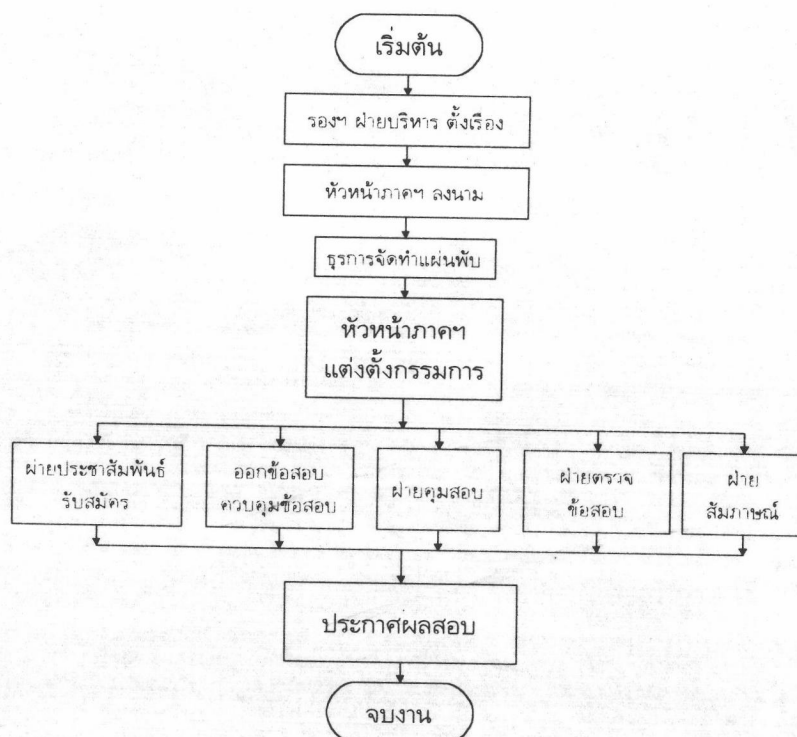 เริ่มต้น
รองฯ ฝ่ายบริหาร ตั้งเรื่อง
หัวหน้าภาคฯ ลงนาม
ธุรการจัดทำแผ่นพับ
หัวหน้าภาคฯ
แต่งตั้งกรรมการ
ฝ่ายประชาสัมพันธ์
รับสมัคร
ออกข้อสอบ
ควบคุมข้อสอบ
ฝ่ายคุมสอบ
ฝ่ายตรวจ
ข้อสอบ
ฝ่าย
สัมภาษณ์
ประกาศผลสอบ
จบงาน